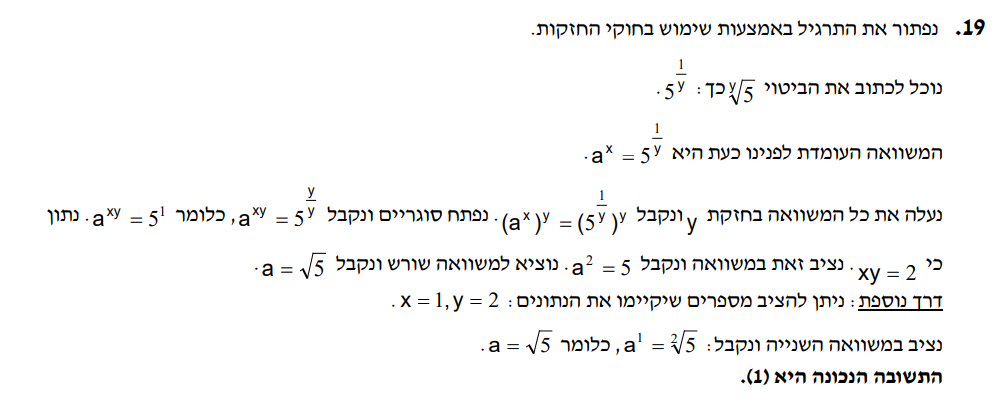 19. נפתור את התרגיל באמצעות שימוש בחוקי החזקות.
נוכל לכתוב את הביטוי $\sqrt[y]{5}$ כך : $5^{\frac{1}{y}}$.
המשוואה העומדת לפנינו כעת היא $a^x = 5^{\frac{1}{y}}$.
נעלה את כל המשוואה בחזקת y ונקבל $(a^x)^y = (5^{\frac{1}{y}})^y$. נפתח סוגריים ונקבל $a^{xy} = 5^{\frac{y}{y}}$, כלומר $a^{xy} = 5^1$. נתון
כי $xy = 2$. נציב זאת במשוואה ונקבל $a^2 = 5$. נוציא למשוואה שורש ונקבל $a = \sqrt{5}$.
דרך נוספת : ניתן להציב מספרים שיקיימו את הנתונים : $x = 1, y = 2$.
נציב במשוואה השנייה ונקבל : $a^1 = \sqrt[2]{5}$, כלומר $a = \sqrt{5}$.
התשובה הנכונה היא (1).